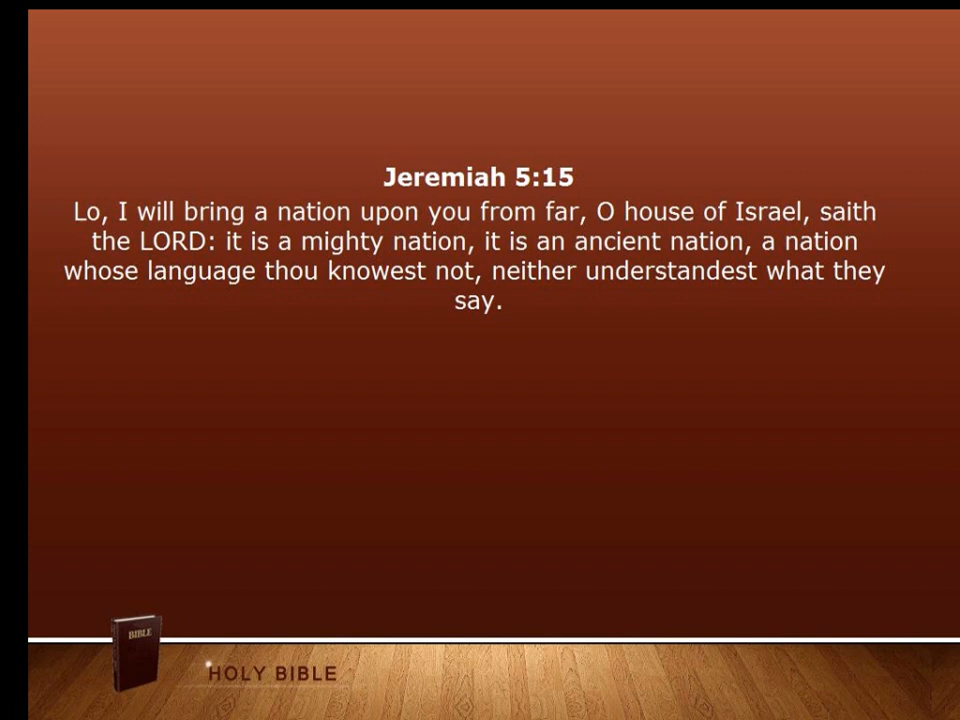 Jeremiah 5:15
Lo, I will bring a nation upon you from far, O house of Israel, saith
the LORD: it is a mighty nation, it is an ancient nation, a nation
whose language thou knowest not, neither understandest what they
say.
BIBLE
HOLY BIBLE